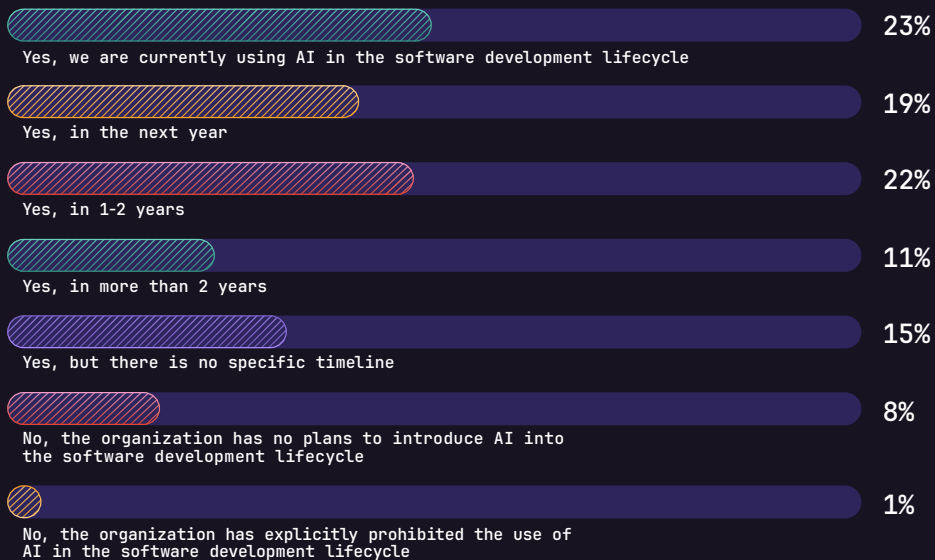 23%
Yes, we are currently using AI in the software development lifecycle
19%
Yes, in the next year
22%
Yes, in 1-2 years
11%
Yes, in more than 2 years
15%
Yes, but there is no specific timeline
8%
No, the organization has no plans to introduce AI into
the software development lifecycle
1%
No, the organization has explicitly prohibited the use of
AI in the software development lifecycle